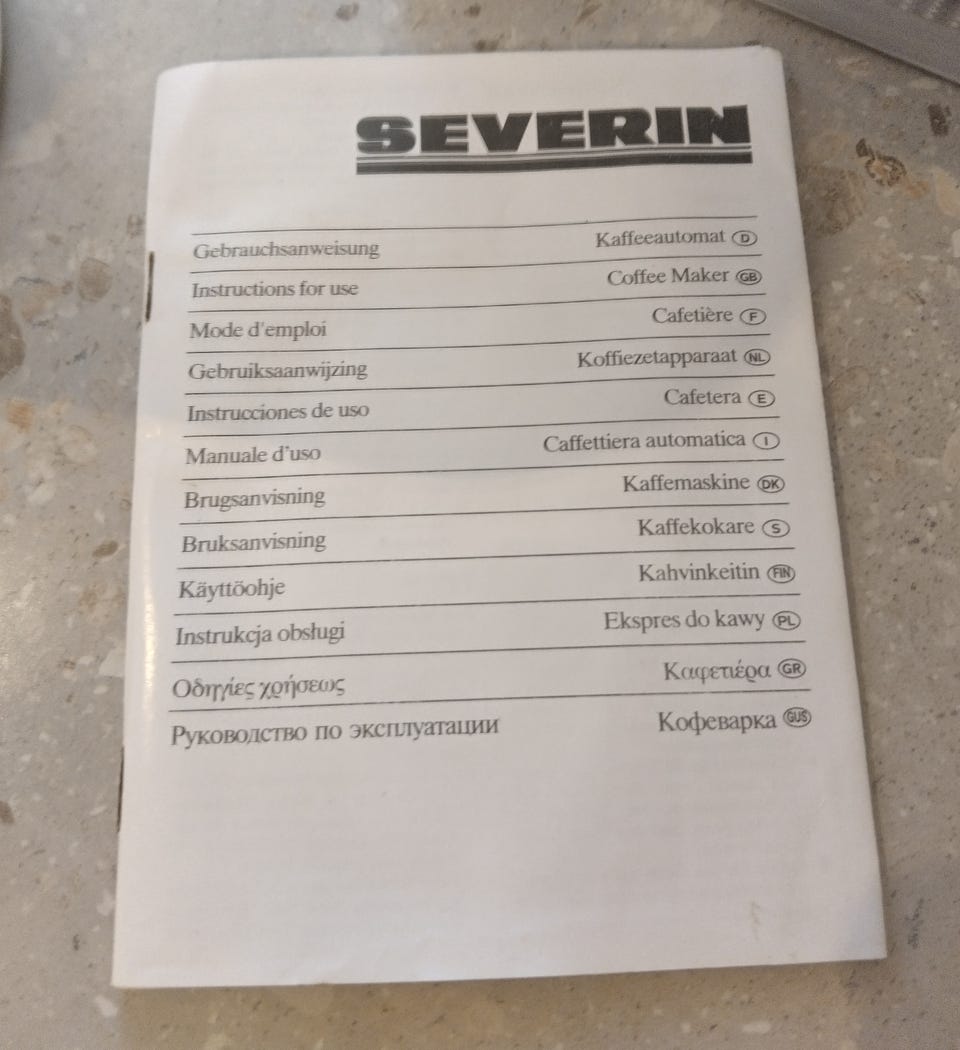 SEVERIN
Gebrauchsanweisung Kaffeeautomat D
Instructions for use Coffee Maker GB
Mode d'emploi Cafetière F
Gebruiksaanwijzing Koffiezetapparaat NL
Instrucciones de uso Cafetera E
Manuale d'uso Caffettiera automatica I
Brugsanvisning Kaffemaskine DK
Bruksanvisning Kaffekokare S
Käyttöohje Kahvinkeitin FIN
Instrukcja obsługi Ekspres do kawy PL
Οδηγίες χρήσεως Καφετιέρα GR
Руководство по эксплуатации Кофеварка GUS